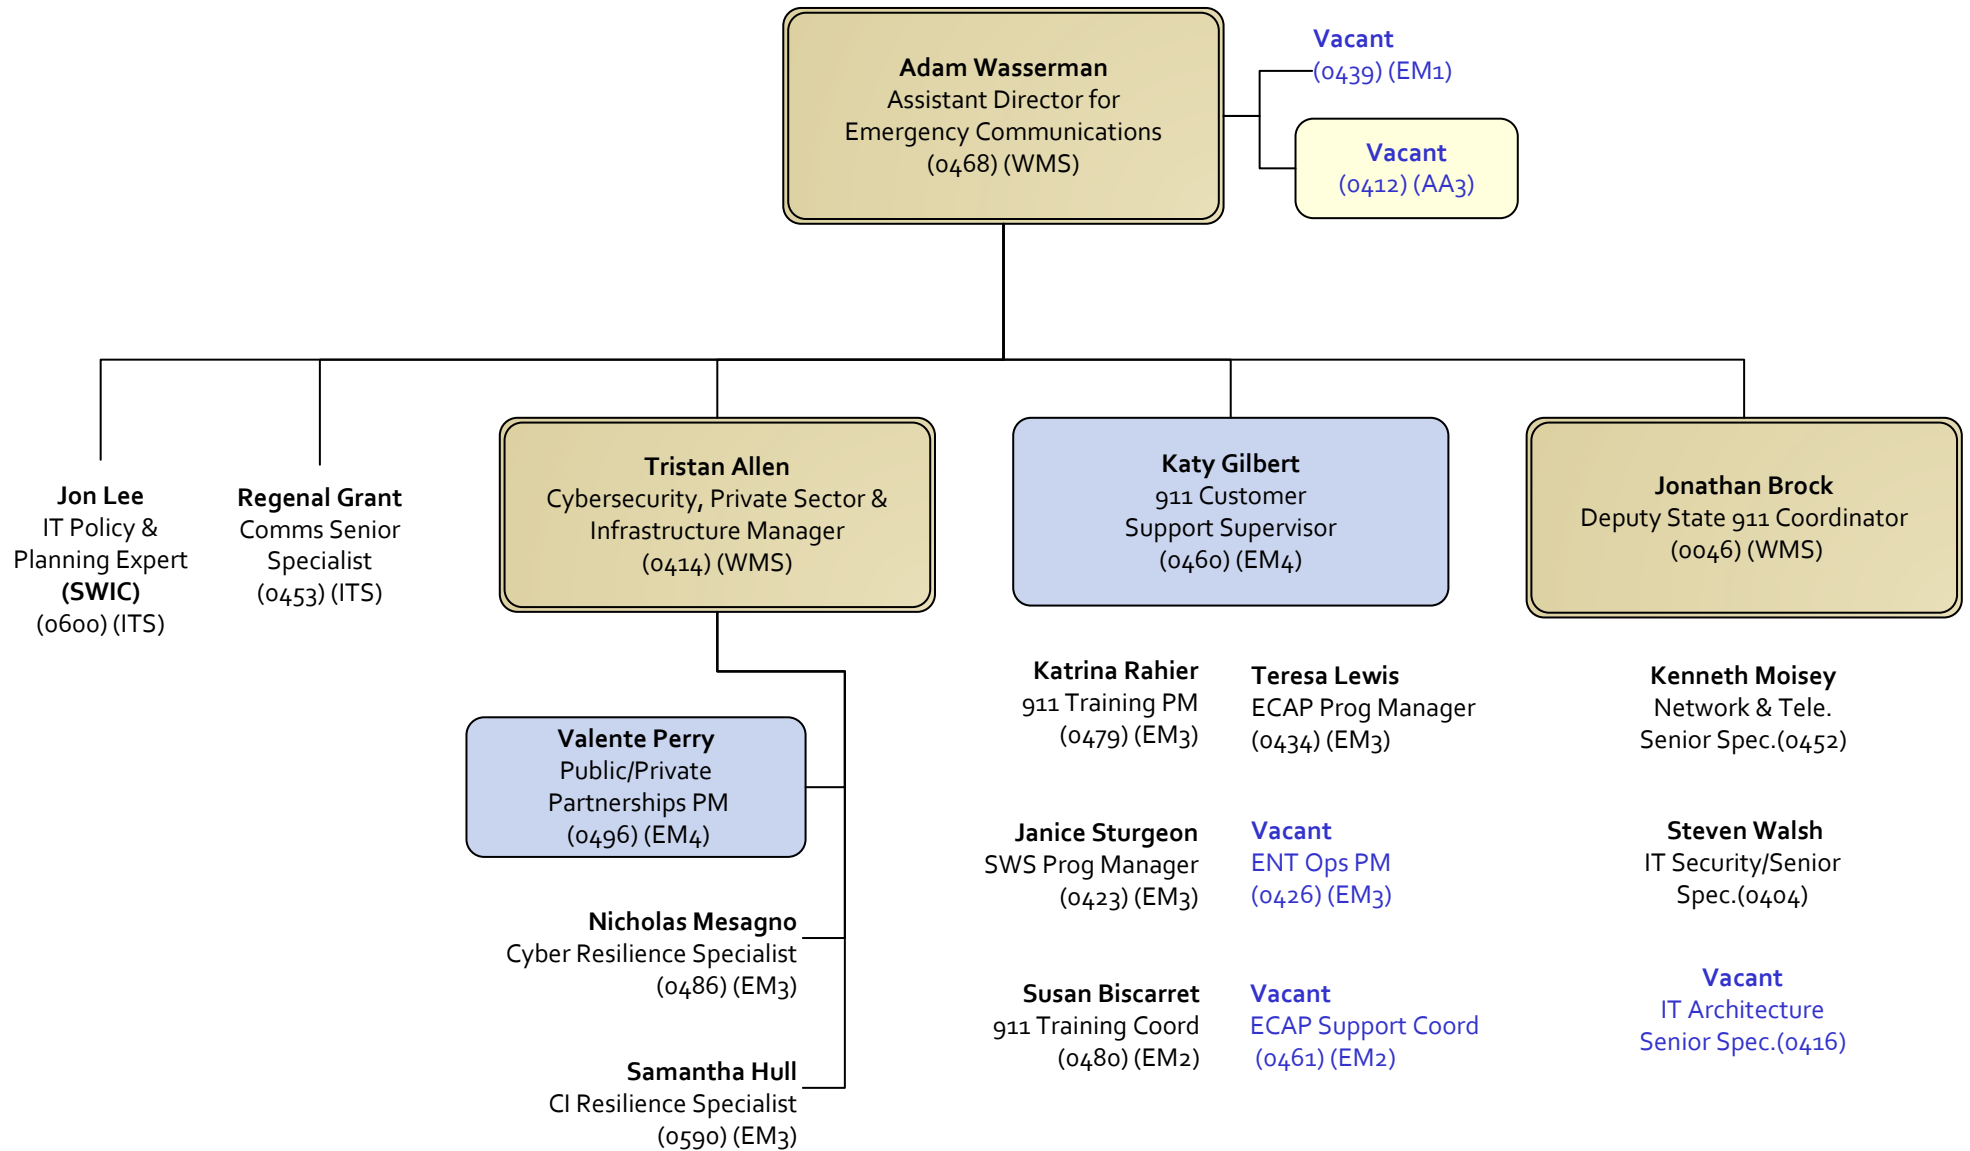 Adam Wasserman
Assistant Director for
Emergency Communications
(0468) (WMS)
Vacant
(0439) (EM1)
Vacant
(0412) (AA3)
Jon Lee
IT Policy &
Planning Expert
(SWIC)
(0600) (ITS)
Regenal Grant
Comms Senior
Specialist
(0453) (ITS)
Tristan Allen
Cybersecurity, Private Sector &
Infrastructure Manager
(0414) (WMS)
Katy Gilbert
911 Customer
Support Supervisor
(0460) (EM4)
Jonathan Brock
Deputy State 911 Coordinator
(0046) (WMS)
Valente Perry
Public/Private
Partnerships PM
(0496) (EM4)
Nicholas Mesagno
Cyber Resilience Specialist
(0486) (EM3)
Samantha Hull
CI Resilience Specialist
(0590) (EM3)
Katrina Rahier
911 Training PM
(0479) (EM3)
Teresa Lewis
ECAP Prog Manager
(0434) (EM3)
Janice Sturgeon
SWS Prog Manager
(0423) (EM3)
Vacant
ENT Ops PM
(0426) (EM3)
Susan Biscarret
911 Training Coord
(0480) (EM2)
Vacant
ECAP Support Coord
(0461) (EM2)
Kenneth Moisey
Network & Tele.
Senior Spec.(0452)
Steven Walsh
IT Security/Senior
Spec.(0404)
Vacant
IT Architecture
Senior Spec.(0416)